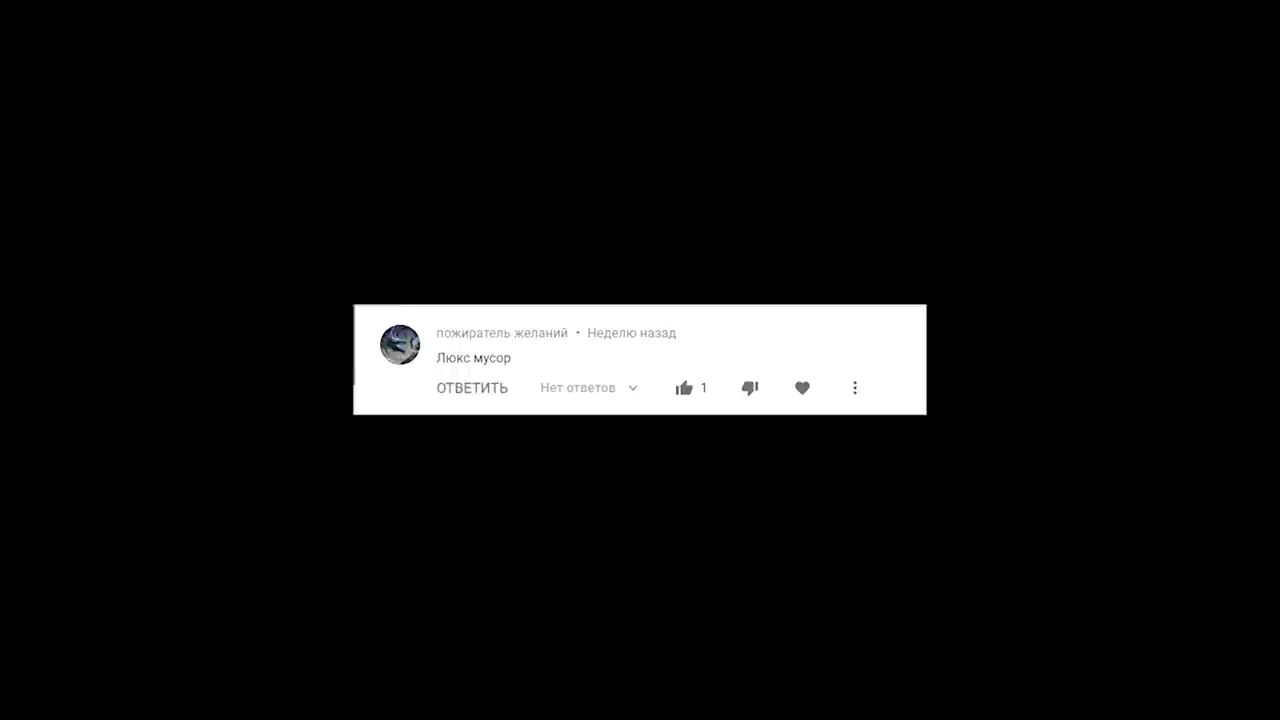 пожиратель желаний • Неделю назад
Люкс мусор
ОТВЕТИТЬ Нет ответов 1